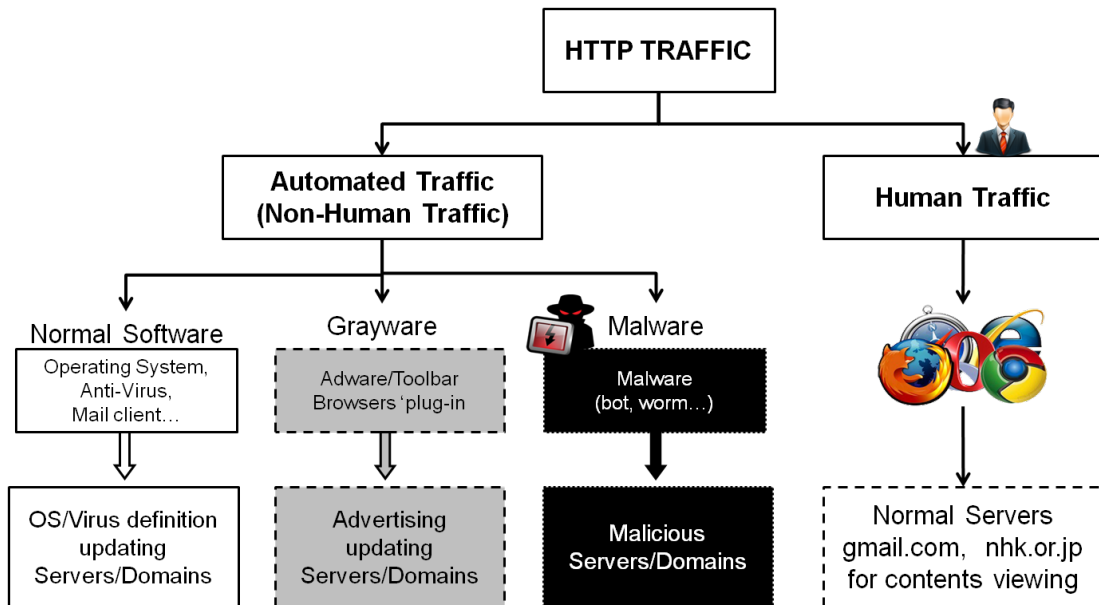 HTTP TRAFFIC
Automated Traffic
(Non-Human Traffic)
Human Traffic
Normal Software
Operating System,
Anti-Virus,
Mail client…
OS/Virus definition
updating
Servers/Domains
Grayware
Adware/Toolbar
Browsers ‘plug-in
Advertising
updating
Servers/Domains
Malware
Malware
(bot, worm…)
Malicious
Servers/Domains
Normal Servers
gmail.com, nhk.or.jp
for contents viewing